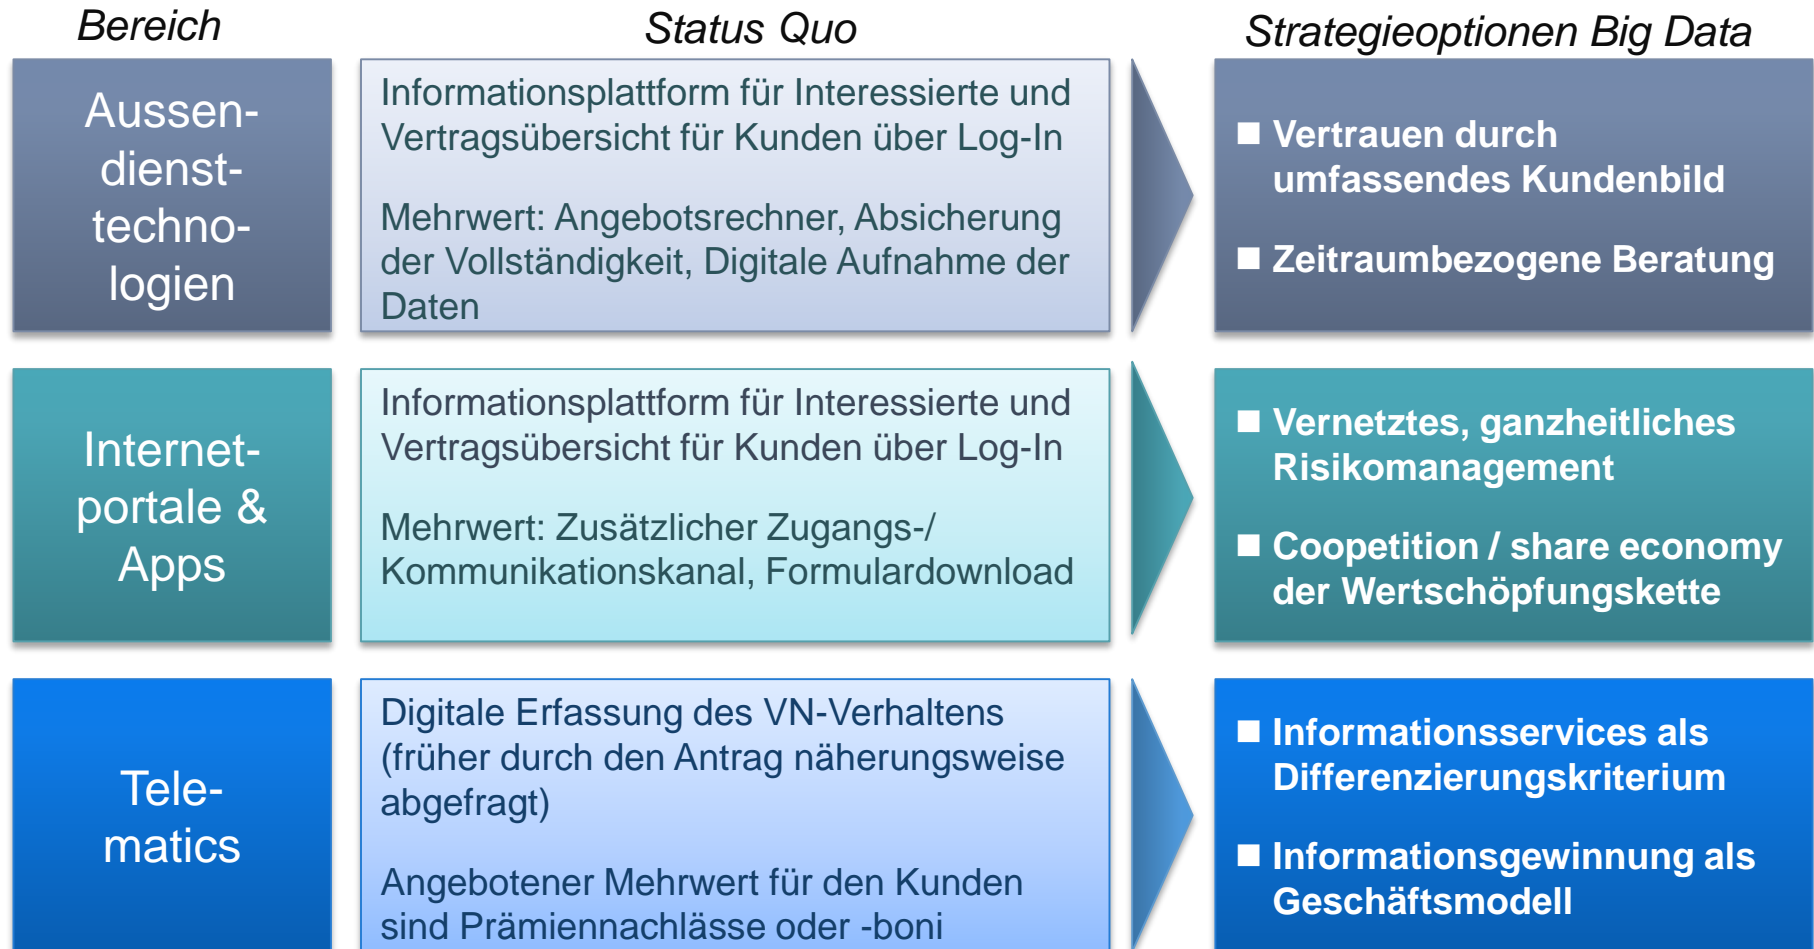 Bereich
Status Quo
Strategieoptionen Big Data
Aussen-
dienst-
techno-
logien
Informationsplattform für Interessierte und
Vertragsübersicht für Kunden über Log-In
Mehrwert: Angebotsrechner, Absicherung
der Vollständigkeit, Digitale Aufnahme der
Daten
Vertrauen durch
umfassendes Kundenbild
Zeitraumbezogene Beratung
Internet-
portale &
Apps
Informationsplattform für Interessierte und
Vertragsübersicht für Kunden über Log-In
Mehrwert: Zusätzlicher Zugangs-/
Kommunikationskanal, Formulardownload
Vernetztes, ganzheitliches
Risikomanagement
Coopetition / share economy
der Wertschöpfungskette
Tele-
matics
Digitale Erfassung des VN-Verhaltens
(früher durch den Antrag näherungsweise
abgefragt)
Angebotener Mehrwert für den Kunden
sind Prämiennachlässe oder -boni
Informationsservices als
Differenzierungskriterium
Informationsgewinnung als
Geschäftsmodell